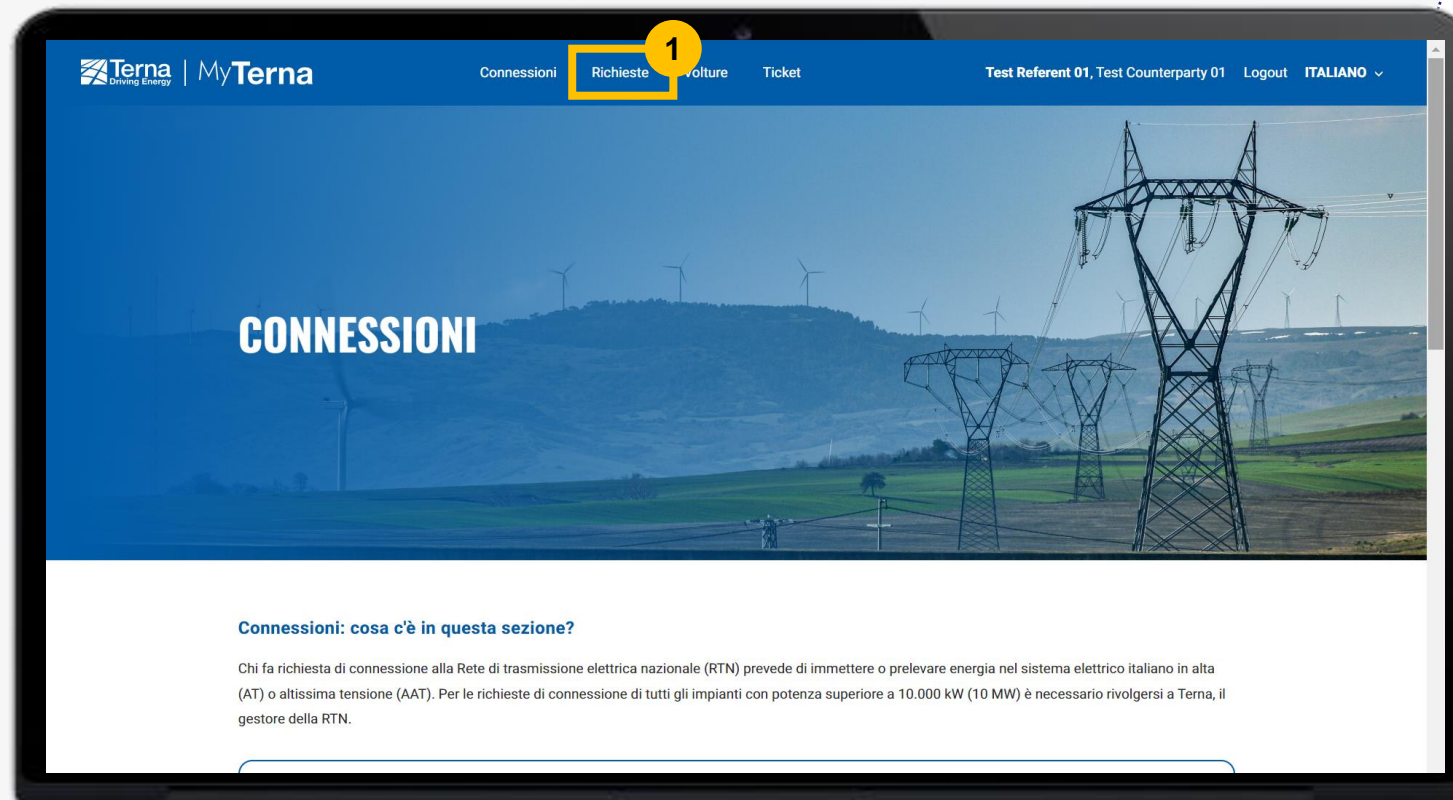 1
Terna
Driving Energy
MyTerna
Connessioni Richieste Volture Ticket
Test Referent 01, Test Counterparty 01 Logout ITALIANO
CONNESSIONI
Connessioni: cosa c'è in questa sezione?
Chi fa richiesta di connessione alla Rete di trasmissione elettrica nazionale (RTN) prevede di immettere o prelevare energia nel sistema elettrico italiano in alta
(AT) o altissima tensione (AAT). Per le richieste di connessione di tutti gli impianti con potenza superiore a 10.000 kW (10 MW) è necessario rivolgersi a Terna, il
gestore della RTN.